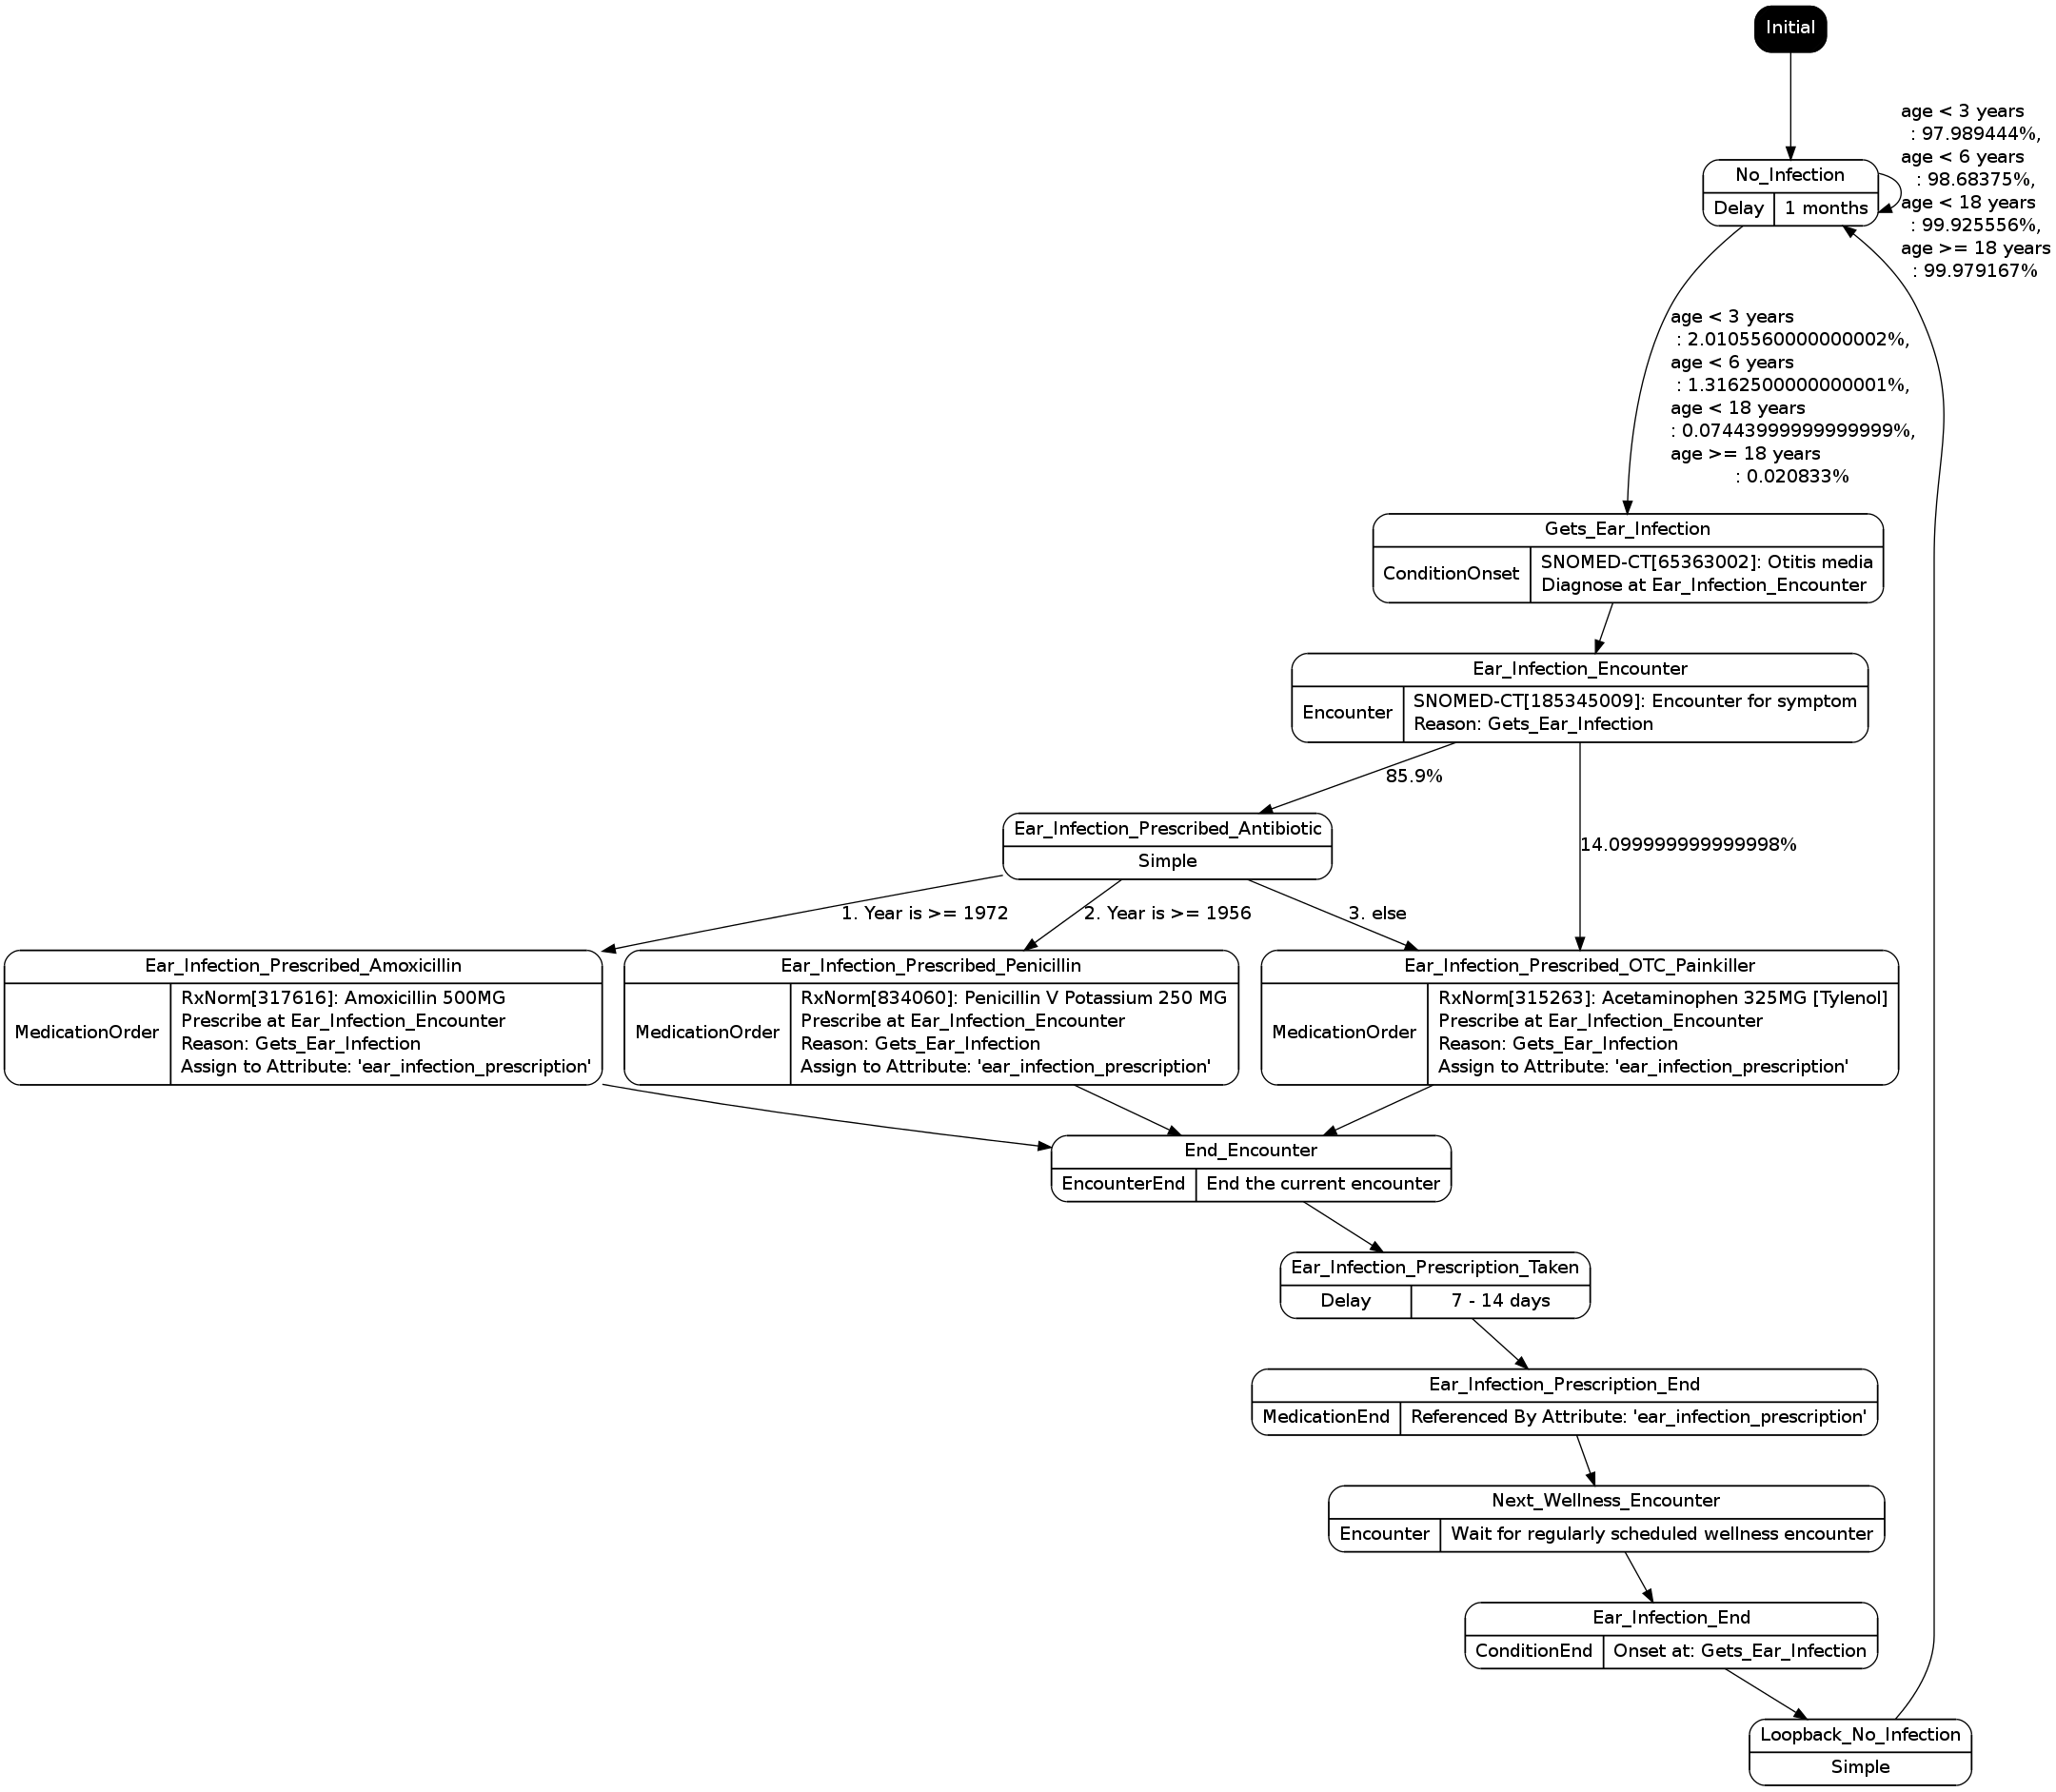 Initial
age < 3 years
: 97.989444%,
age < 6 years
: 98.68375%,
age < 18 years
: 99.925556%,
age >= 18 years
: 99.979167%
No_Infection
Delay
1 months
age < 3 years
: 2.0105560000000002%,
age < 6 years
: 1.3162500000000001%,
age < 18 years
: 0.07443999999999999%,
age >= 18 years
: 0.020833%
Gets_Ear_Infection
ConditionOnset
SNOMED-CT[65363002]: Otitis media
Diagnose at Ear_Infection_Encounter
Ear_Infection_Encounter
Encounter
SNOMED-CT[185345009]: Encounter for symptom
Reason: Gets_Ear_Infection
85.9%
14.099999999999998%
Ear_Infection_Prescribed_Antibiotic
Simple
1. Year is >= 1972
2. Year is >= 1956
3. else
Ear_Infection_Prescribed_Amoxicillin
MedicationOrder
RxNorm[317616]: Amoxicillin 500MG
Prescribe at Ear_Infection_Encounter
Reason: Gets_Ear_Infection
Assign to Attribute: 'ear_infection_prescription'
Ear_Infection_Prescribed_Penicillin
MedicationOrder
RxNorm[834060]: Penicillin V Potassium 250 MG
Prescribe at Ear_Infection_Encounter
Reason: Gets_Ear_Infection
Assign to Attribute: 'ear_infection_prescription'
Ear_Infection_Prescribed_OTC_Painkiller
MedicationOrder
RxNorm[315263]: Acetaminophen 325MG [Tylenol]
Prescribe at Ear_Infection_Encounter
Reason: Gets_Ear_Infection
Assign to Attribute: 'ear_infection_prescription'
End_Encounter
EncounterEnd
End the current encounter
Ear_Infection_Prescription_Taken
Delay
7 - 14 days
Ear_Infection_Prescription_End
MedicationEnd
Referenced By Attribute: 'ear_infection_prescription'
Next_Wellness_Encounter
Encounter
Wait for regularly scheduled wellness encounter
Ear_Infection_End
ConditionEnd
Onset at: Gets_Ear_Infection
Loopback_No_Infection
Simple